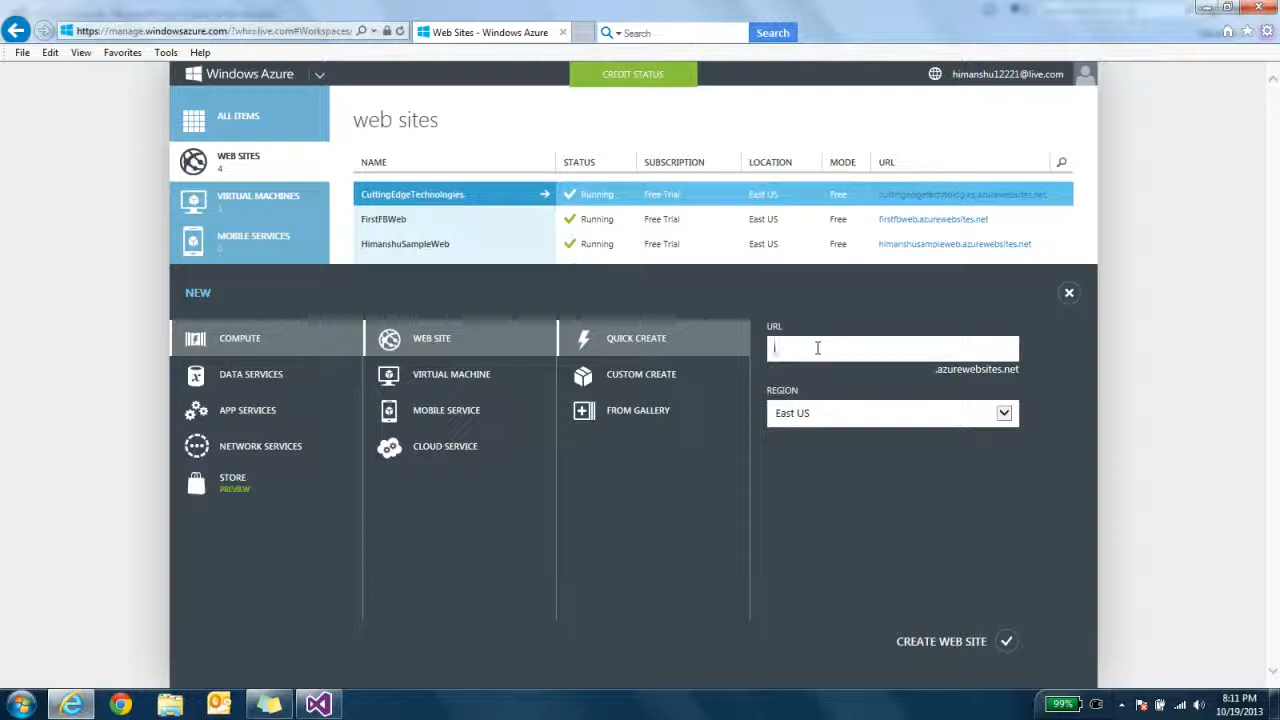 https://manage.windowsazure.com/?whr=live.com#Workspaces/
Web Sites - Windows Azure
Search
Search
File Edit View Favorites Tools Help
Windows Azure
CREDIT STATUS
himanshu12221@live.com
ALL ITEMS
WEB SITES
4
VIRTUAL MACHINES
1
MOBILE SERVICES
0
web sites
NAME STATUS SUBSCRIPTION LOCATION MODE URL
CuttingEdgeTechnologies Running Free Trial East US Free cuttingedgetechnologies.azurewebsites.net
FirstFBWeb Running Free Trial East US Free firstfbweb.azurewebsites.net
HimanshuSampleWeb Running Free Trial East US Free himanshusampleweb.azurewebsites.net
NEW
COMPUTE
DATA SERVICES
APP SERVICES
NETWORK SERVICES
STORE
PREVIEW
WEB SITE
VIRTUAL MACHINE
MOBILE SERVICE
CLOUD SERVICE
QUICK CREATE
CUSTOM CREATE
FROM GALLERY
URL
.azurewebsites.net
REGION
East US
CREATE WEB SITE
99%
8:11 PM
10/19/2013